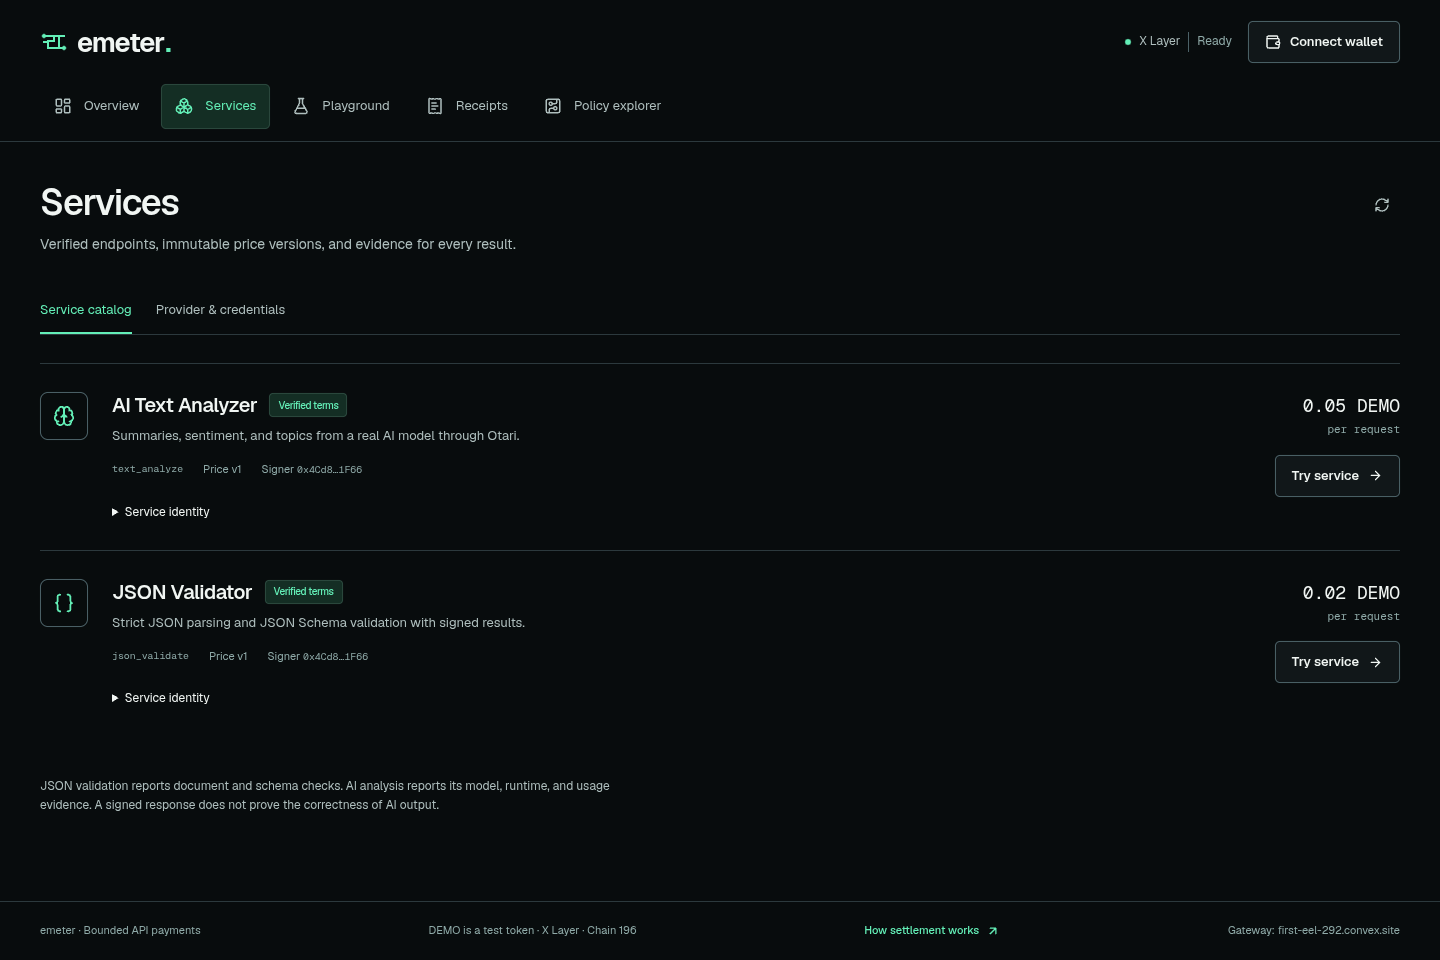 emeter.
X Layer
Ready
Connect wallet
Overview
Services
Playground
Receipts
Policy explorer
Services
Verified endpoints, immutable price versions, and evidence for every result.
Service catalog
Provider & credentials
AI Text Analyzer
Verified terms
0.05 DEMO
Summaries, sentiment, and topics from a real AI model through Otari.
per request
text_analyze
Price v1
Signer 0x4Cd8…1F66
Try service
Service identity
JSON Validator
Verified terms
0.02 DEMO
Strict JSON parsing and JSON Schema validation with signed results.
per request
json_validate
Price v1
Signer 0x4Cd8…1F66
Try service
Service identity
JSON validation reports document and schema checks. AI analysis reports its model, runtime, and usage
evidence. A signed response does not prove the correctness of AI output.
emeter · Bounded API payments
DEMO is a test token · X Layer · Chain 196
How settlement works
Gateway: first-eel-292.convex.site